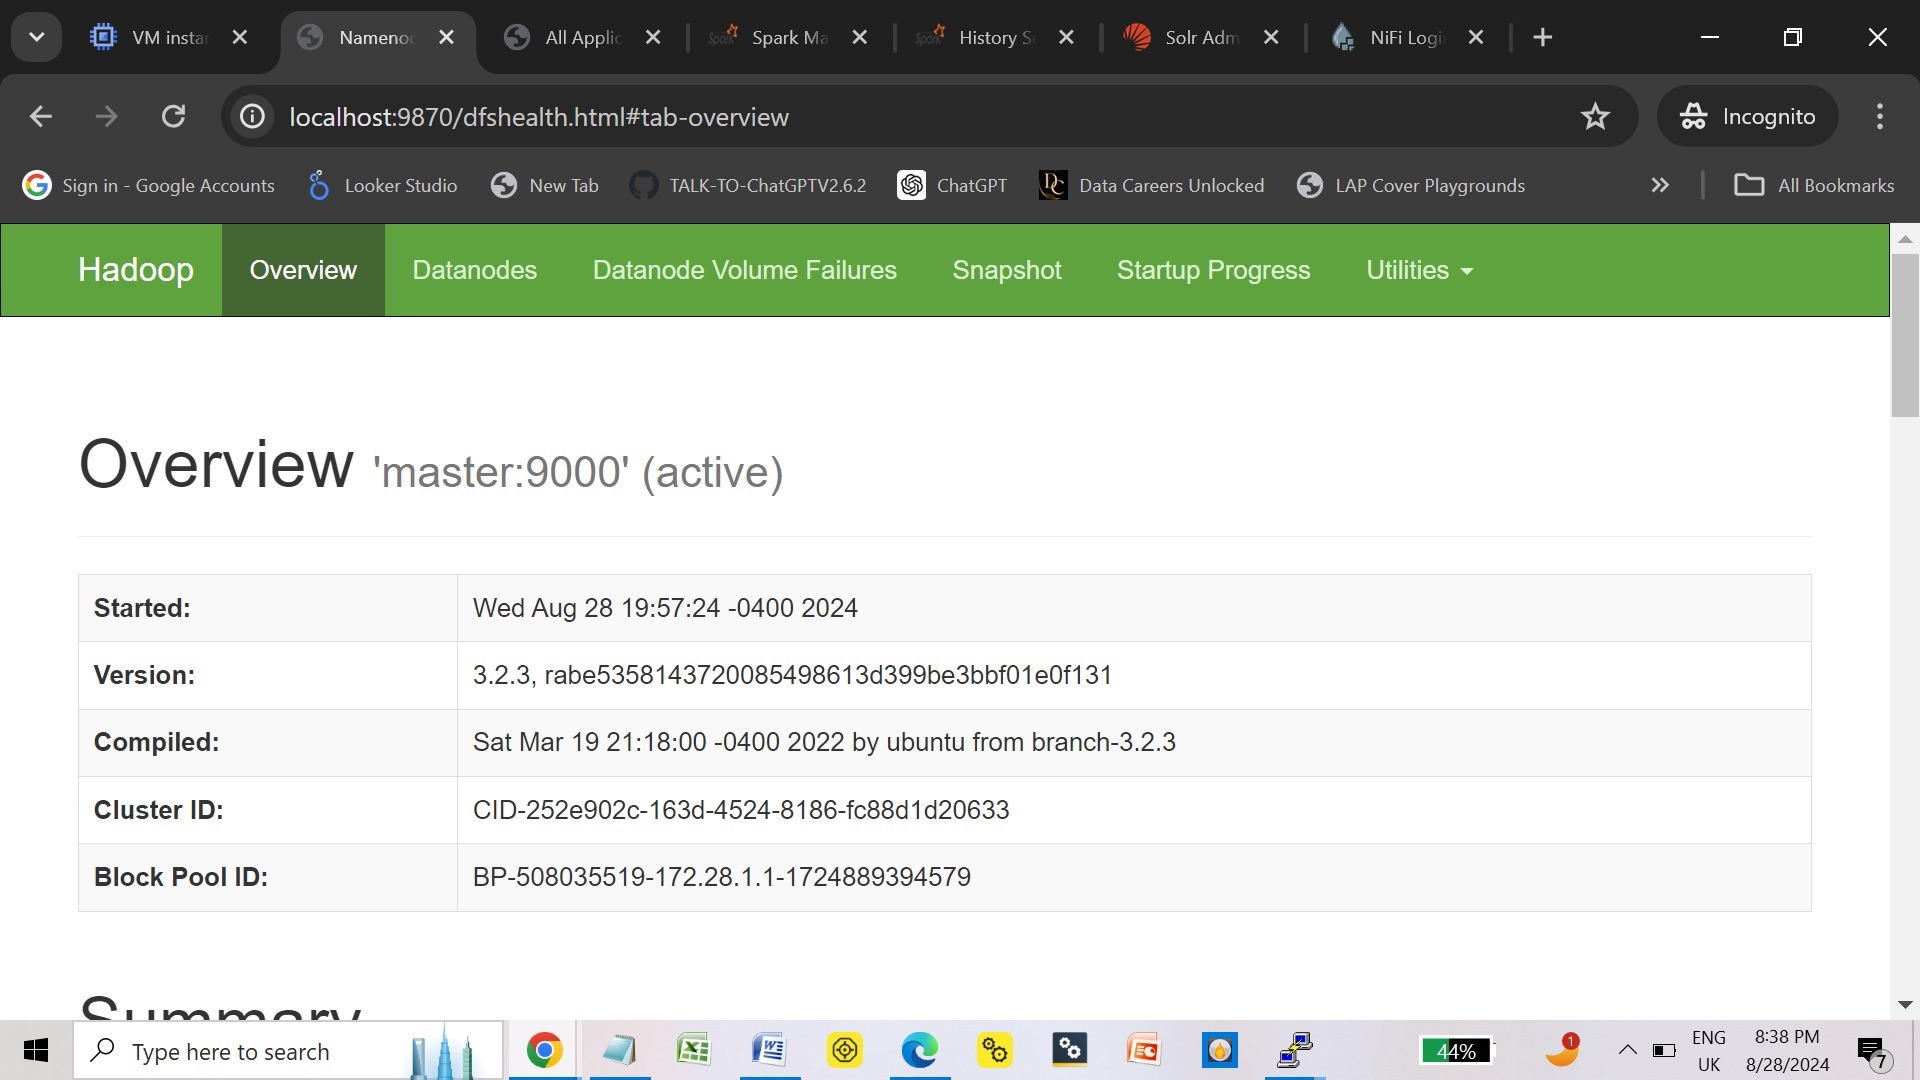 VM insta
Nameno
All Applic
Spark Ma
History S
Solr Adm
NiFi Logi
localhost:9870/dfshealth.html#tab-overview
Incognito
Sign in - Google Accounts
Looker Studio
New Tab
TALK-TO-ChatGPTV2.6.2
ChatGPT
DC
Data Careers Unlocked
LAP Cover Playgrounds
All Bookmarks
Hadoop
Overview
Datanodes
Datanode Volume Failures
Snapshot
Startup Progress
Utilities
Overview 'master:9000' (active)
Started: Wed Aug 28 19:57:24 -0400 2024
Version: 3.2.3, rabe5358143720085498613d399be3bbf01e0f131
Compiled: Sat Mar 19 21:18:00 -0400 2022 by ubuntu from branch-3.2.3
Cluster ID: CID-252e902c-163d-4524-8186-fc88d1d20633
Block Pool ID: BP-508035519-172.28.1.1-1724889394579
Summary
Type here to search
44%
1
ENG
UK
8:38 PM
8/28/2024
7